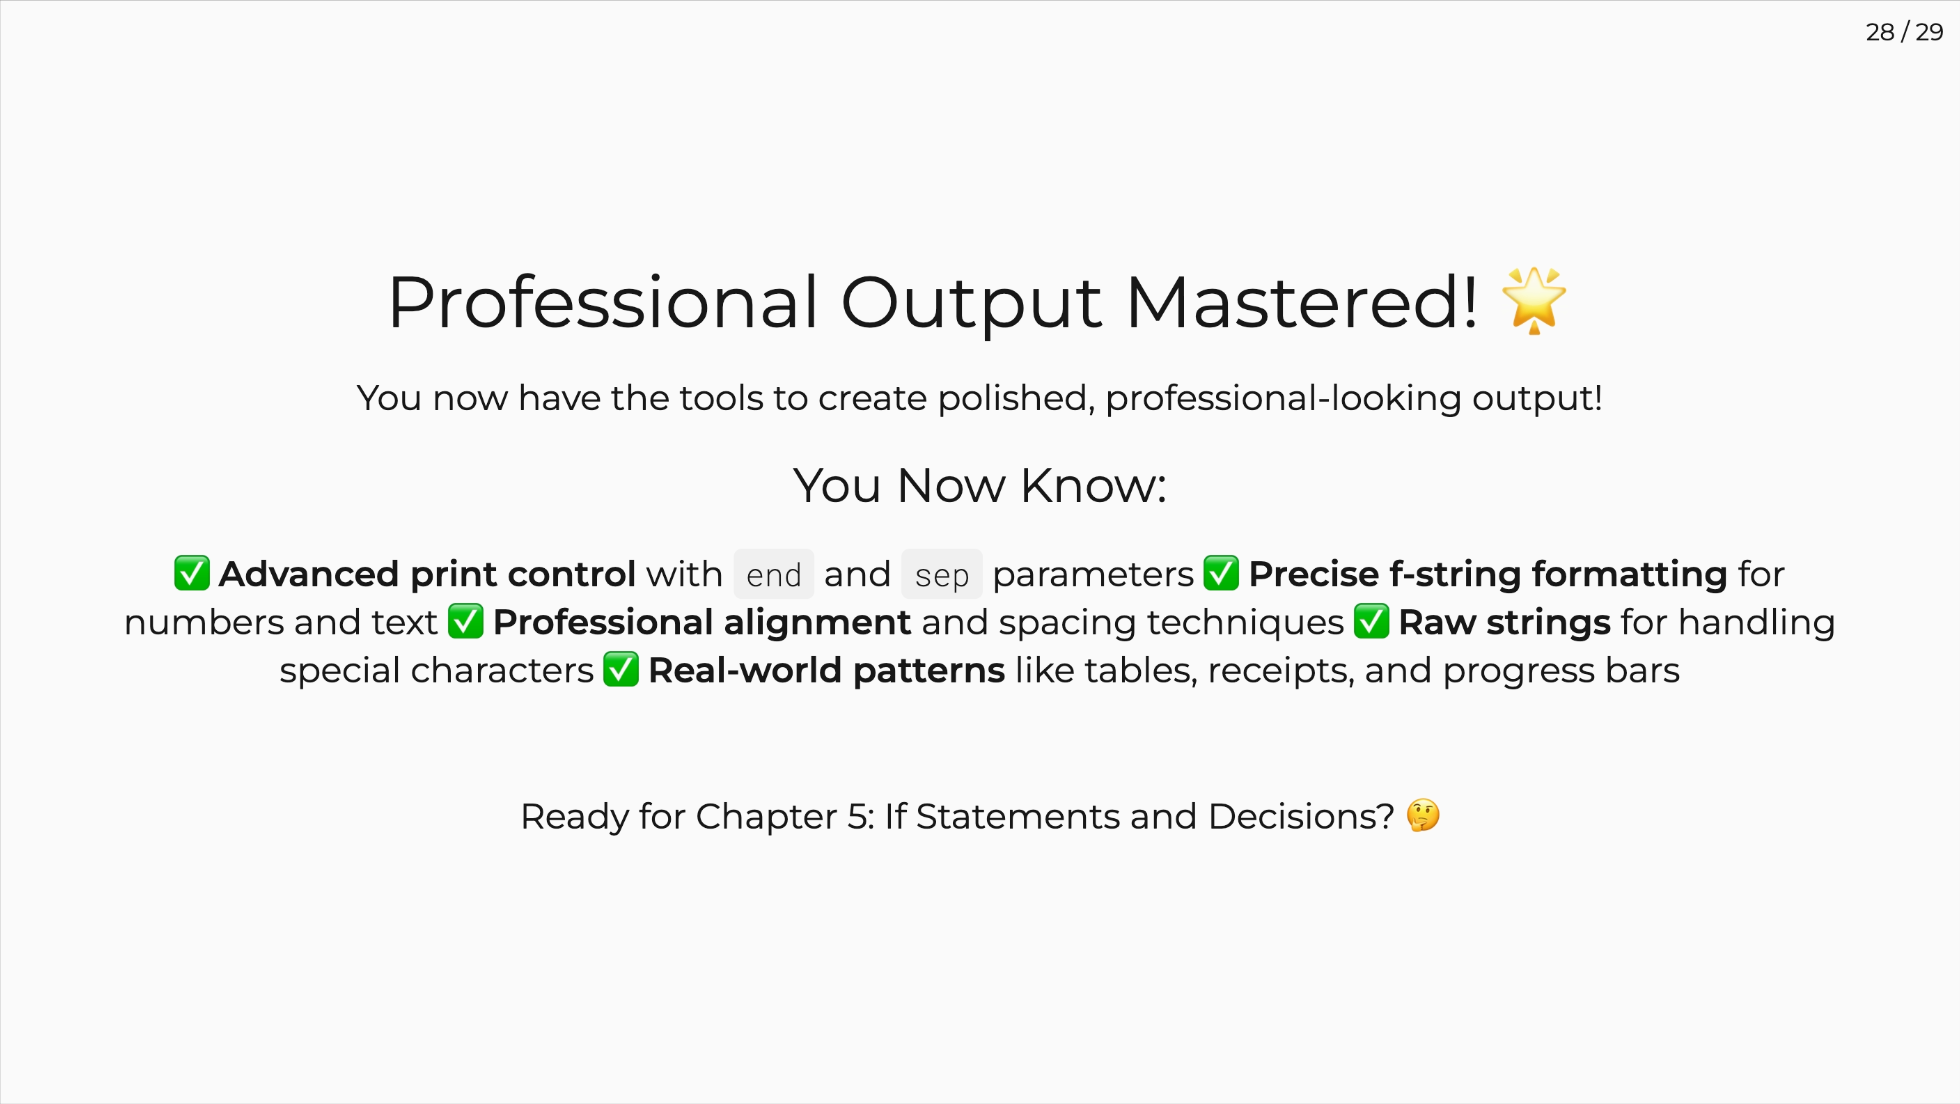 28 / 29
Professional Output Mastered! 🌟
You now have the tools to create polished, professional-looking output!
You Now Know:
✅ Advanced print control with end and sep parameters ✅ Precise f-string formatting for
numbers and text ✅ Professional alignment and spacing techniques ✅ Raw strings for handling
special characters ✅ Real-world patterns like tables, receipts, and progress bars
Ready for Chapter 5: If Statements and Decisions? 🤔